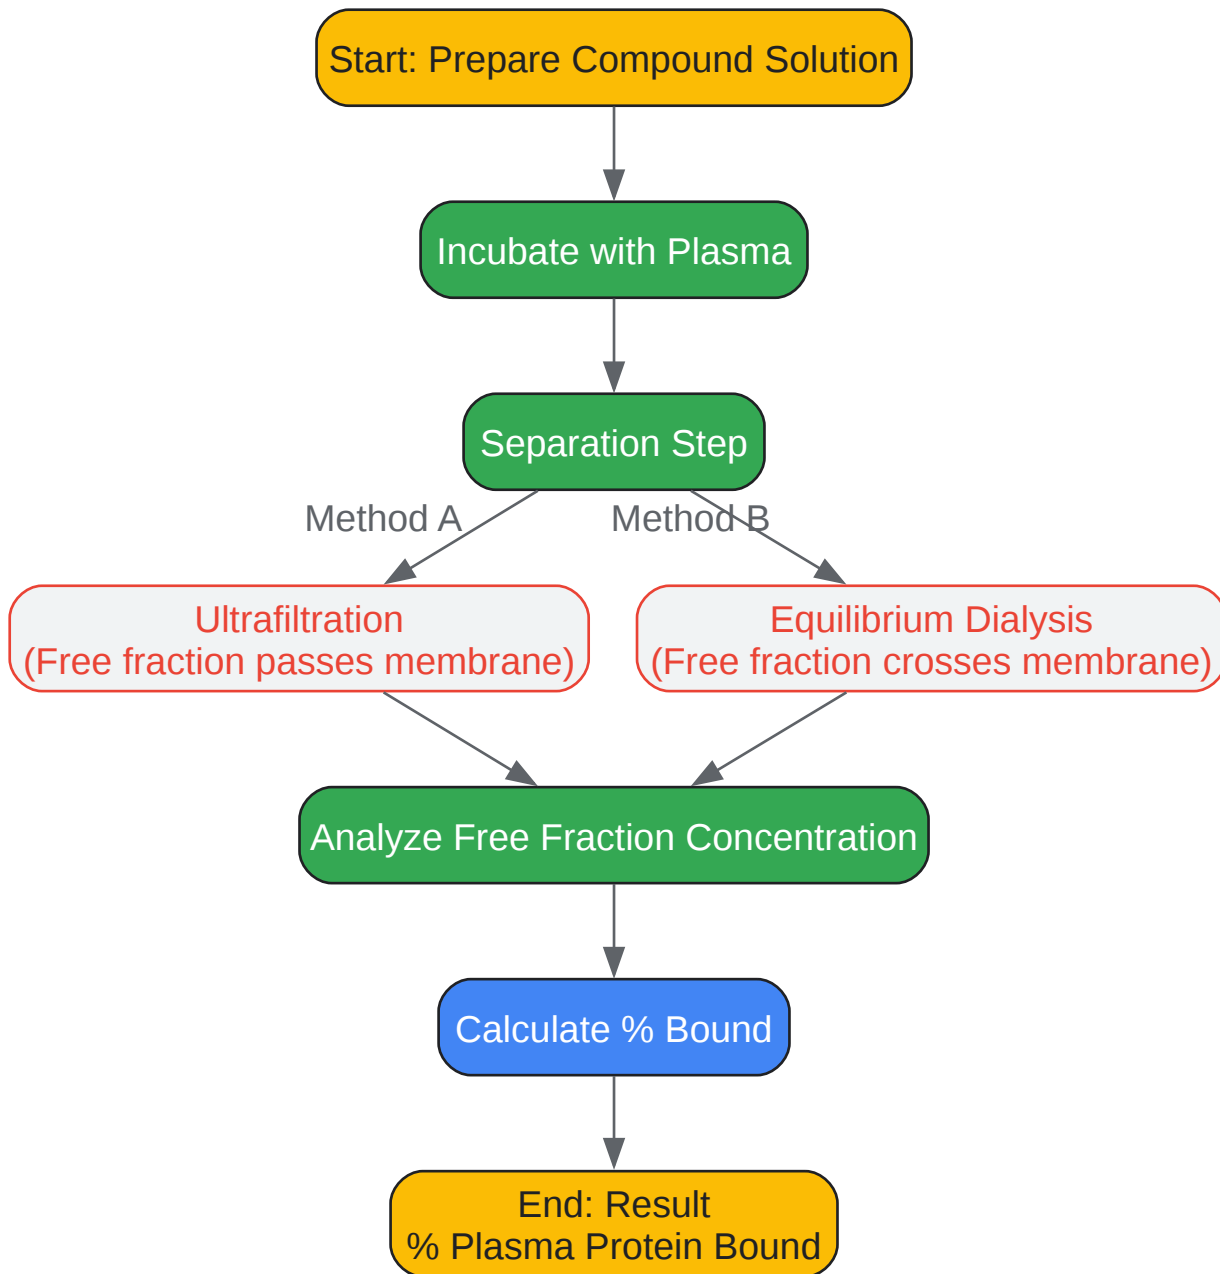 Start: Prepare Compound Solution
Incubate with Plasma
Separation Step
Method A
Method B
Ultrafiltration
(Free fraction passes membrane)
Equilibrium Dialysis
(Free fraction crosses membrane)
Analyze Free Fraction Concentration
Calculate % Bound
End: Result
% Plasma Protein Bound